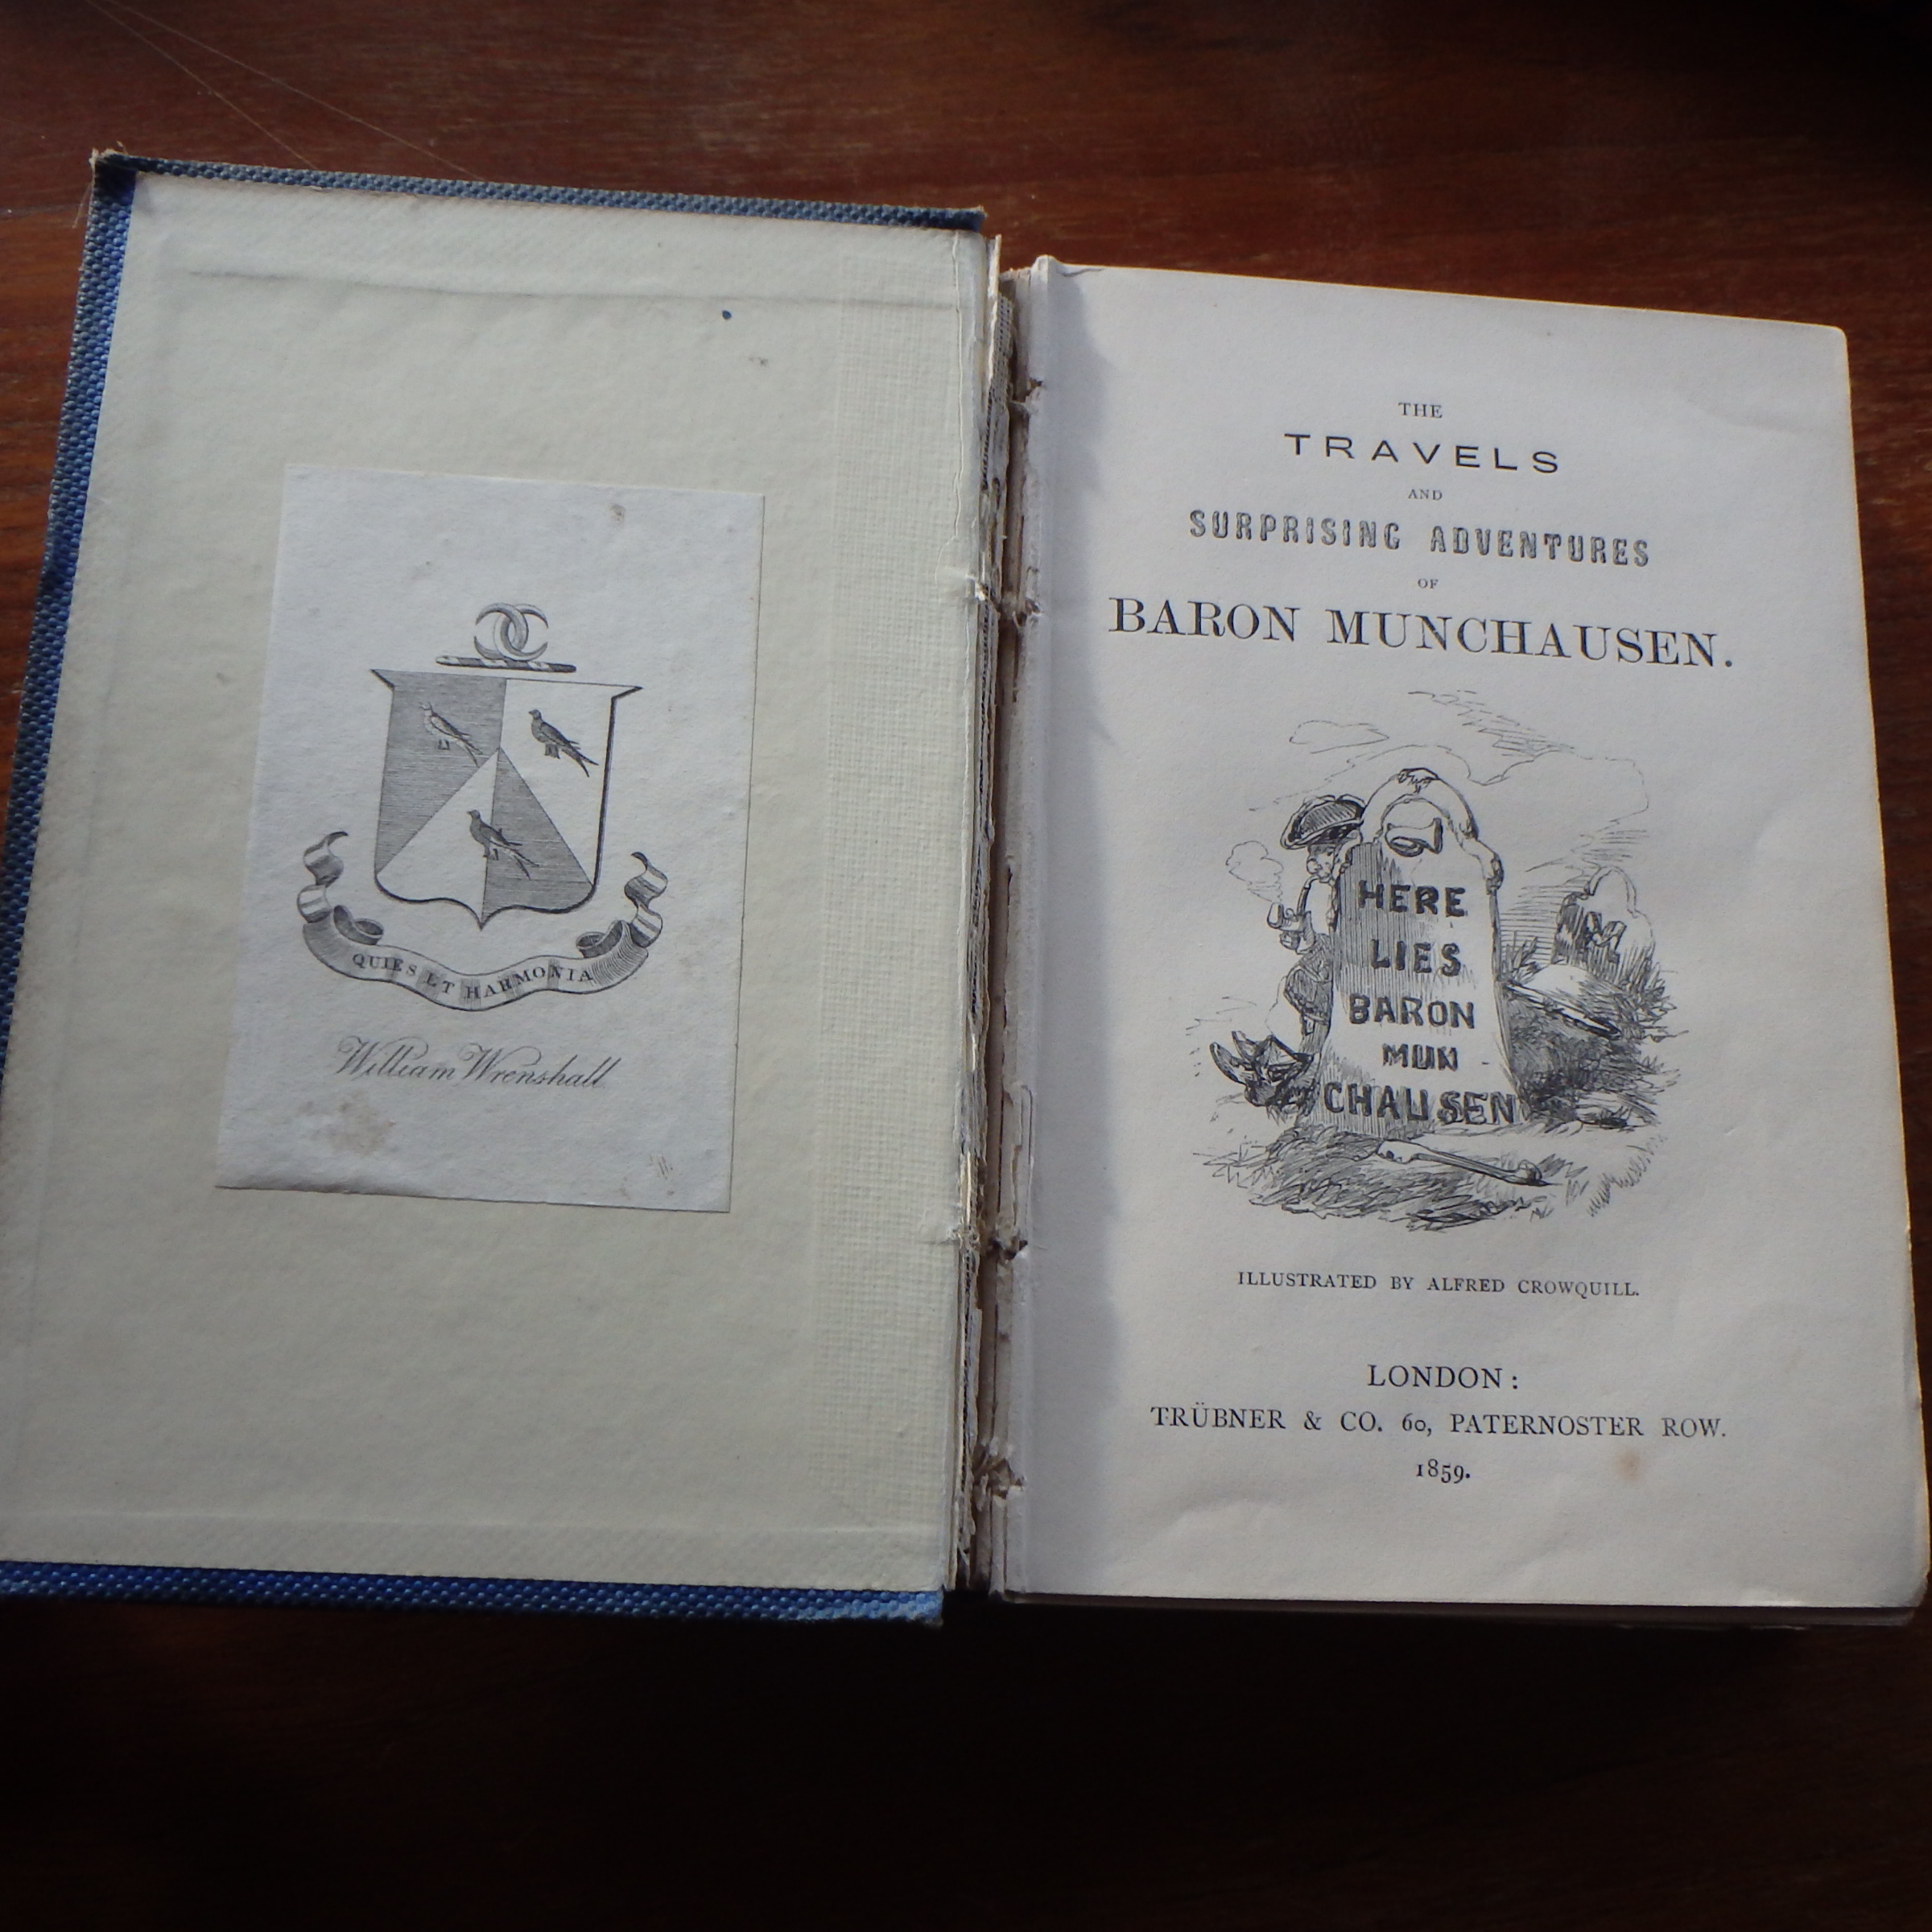 QUIES ET HARMONIA
William Wrenshall
THE
TRAVELS
AND
SURPRISING ADVENTURES
OF
BARON MUNCHAUSEN.
HERE
LIES
BARON
MUN-
CHAUSEN
ILLUSTRATED BY ALFRED CROWQUILL.
LONDON:
TRÜBNER & CO. 60, PATERNOSTER ROW.
1859.